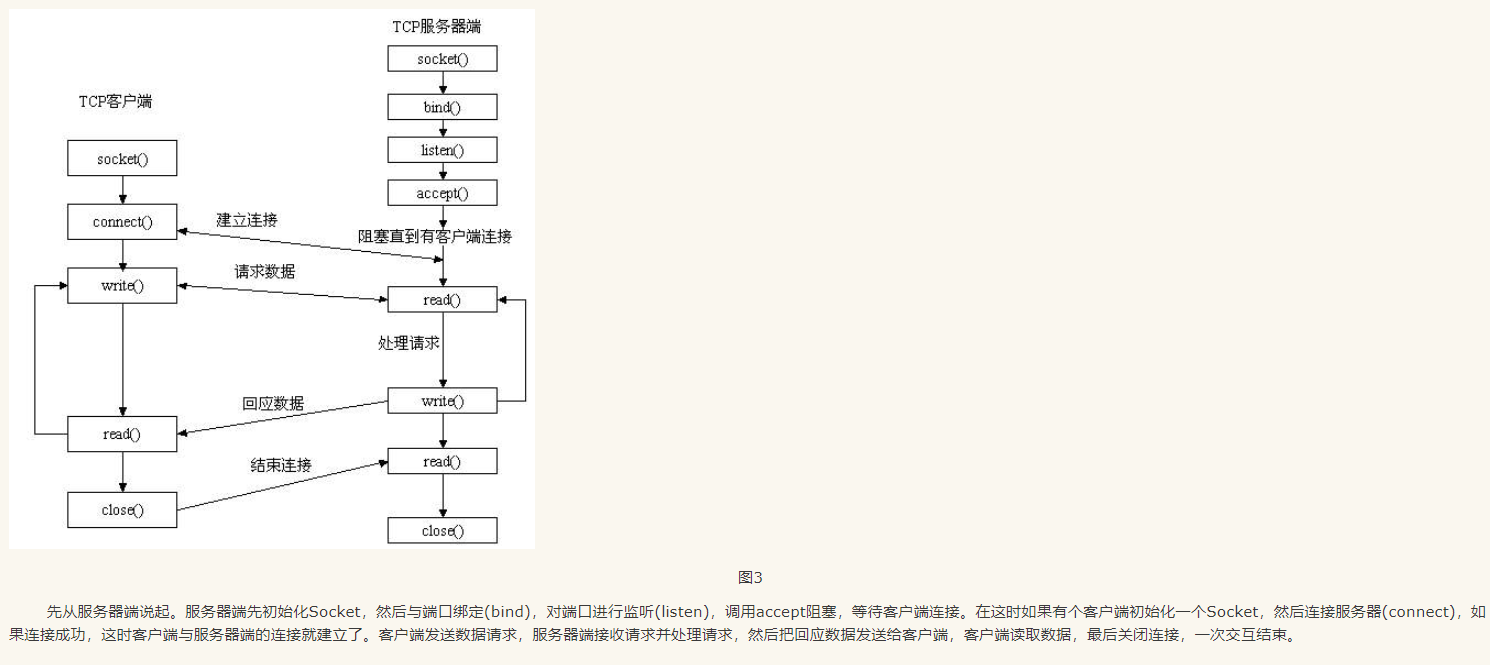 TCP服务器端
socket()
bind()
TCP客户端
listen()
socket()
accept()
connect()
建立连接
阻塞直到有客户端连接
请求数据
write()
read()
处理请求
write()
回应数据
read()
read()
结束连接
close()
close()
图3
先从服务器端说起。服务器端先初始化Socket，然后与端口绑定(bind)，对端口进行监听(listen)，调用accept阻塞，等待客户端连接。在这时如果有个客户端初始化一个Socket，然后连接服务器(connect)，如
果连接成功，这时客户端与服务器端的连接就建立了。客户端发送数据请求，服务器端接收请求并处理请求，然后把回应数据发送给客户端，客户端读取数据，最后关闭连接，一次交互结束。